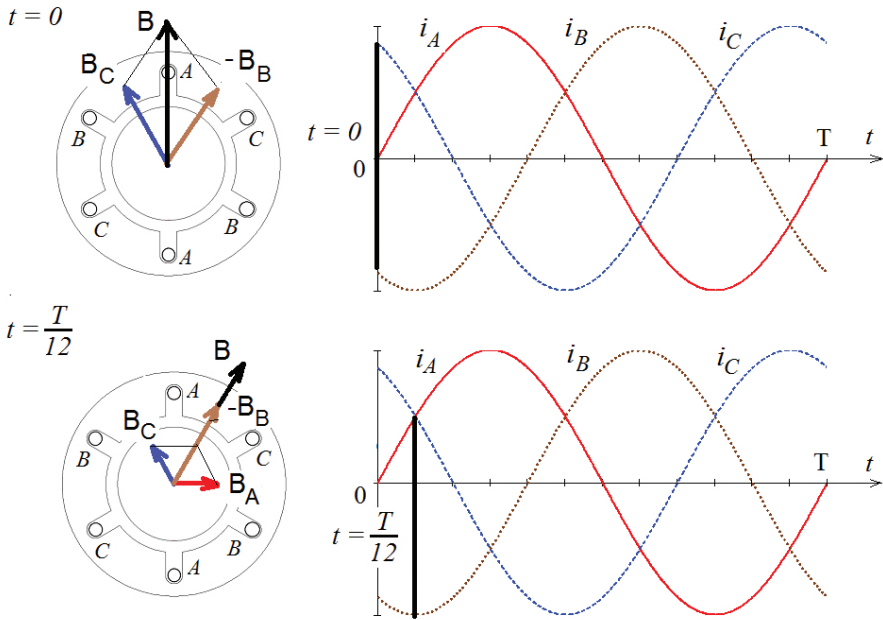 t = 0
B
B_C
-B_B
A
B
C
C
B
A
i_A
i_B
i_C
t = 0
0
T
t
t = T/12
B
-B_B
A
B_C
B
C
B_A
C
B
A
i_A
i_B
i_C
0
T
t
t = T/12